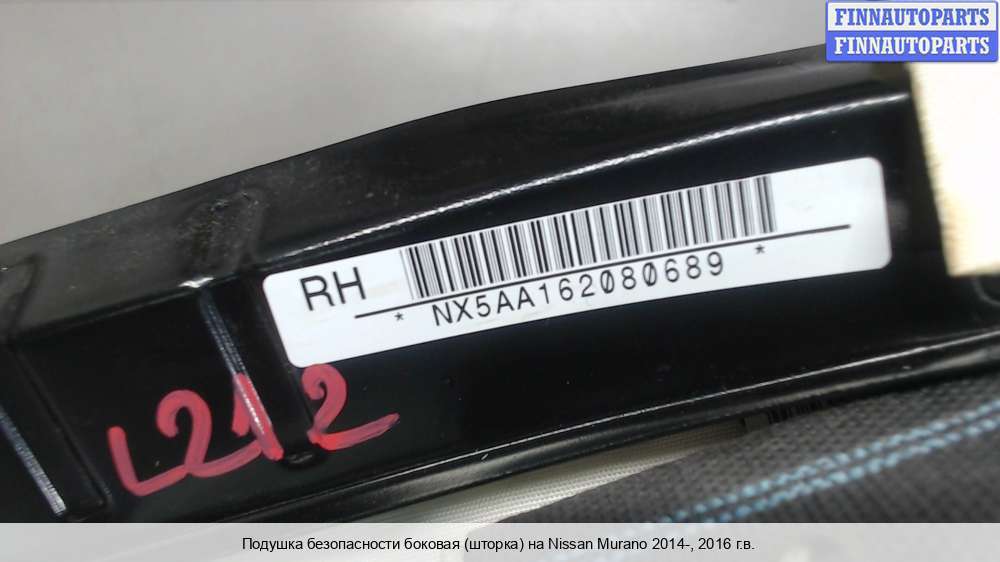 FINNAUTOPARTS
FINNAUTOPARTS
RH
* NX5AA162080689 *
L212
Подушка безопасности боковая (шторка) на Nissan Murano 2014-, 2016 г.в.